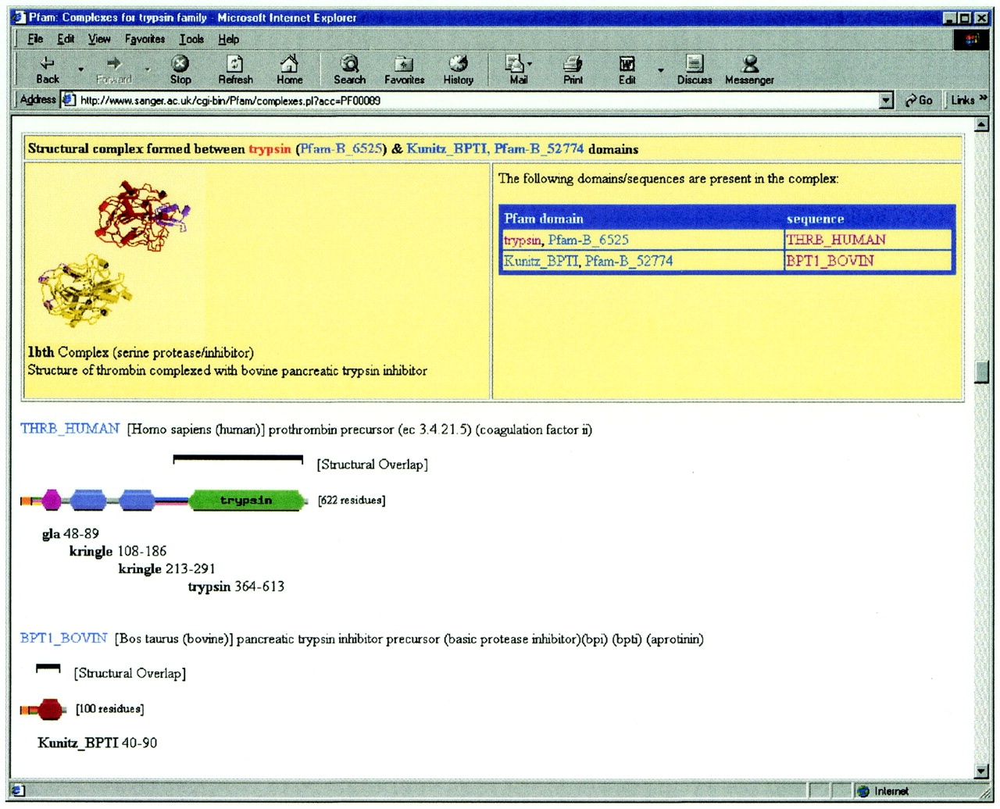 Pfam: Complexes for trypsin family - Microsoft Internet Explorer
File Edit View Favorites Tools Help
Back Forward Stop Refresh Home Search Favorites History Mail Print Edit Discuss Messenger
Address http://www.sanger.ac.uk/cgi-bin/Pfam/complexes.pl?acc=PF00089 Go Links »
Structural complex formed between trypsin (Pfam-B_6525) & Kunitz_BPTI, Pfam-B_52774 domains
The following domains/sequences are present in the complex:
Pfam domain sequence
trypsin, Pfam-B_6525 THRB_HUMAN
Kunitz_BPTI, Pfam-B_52774 BPT1_BOVIN
1bth Complex (serine protease/inhibitor)
Structure of thrombin complexed with bovine pancreatic trypsin inhibitor
THRB_HUMAN [Homo sapiens (human)] prothrombin precursor (ec 3.4.21.5) (coagulation factor ii)
[Structural Overlap]
trypsin [622 residues]
gla 48-89
kringle 108-186
kringle 213-291
trypsin 364-613
BPT1_BOVIN [Bos taurus (bovine)] pancreatic trypsin inhibitor precursor (basic protease inhibitor)(bpi) (bpti) (aprotinin)
[Structural Overlap]
[100 residues]
Kunitz_BPTI 40-90
Internet